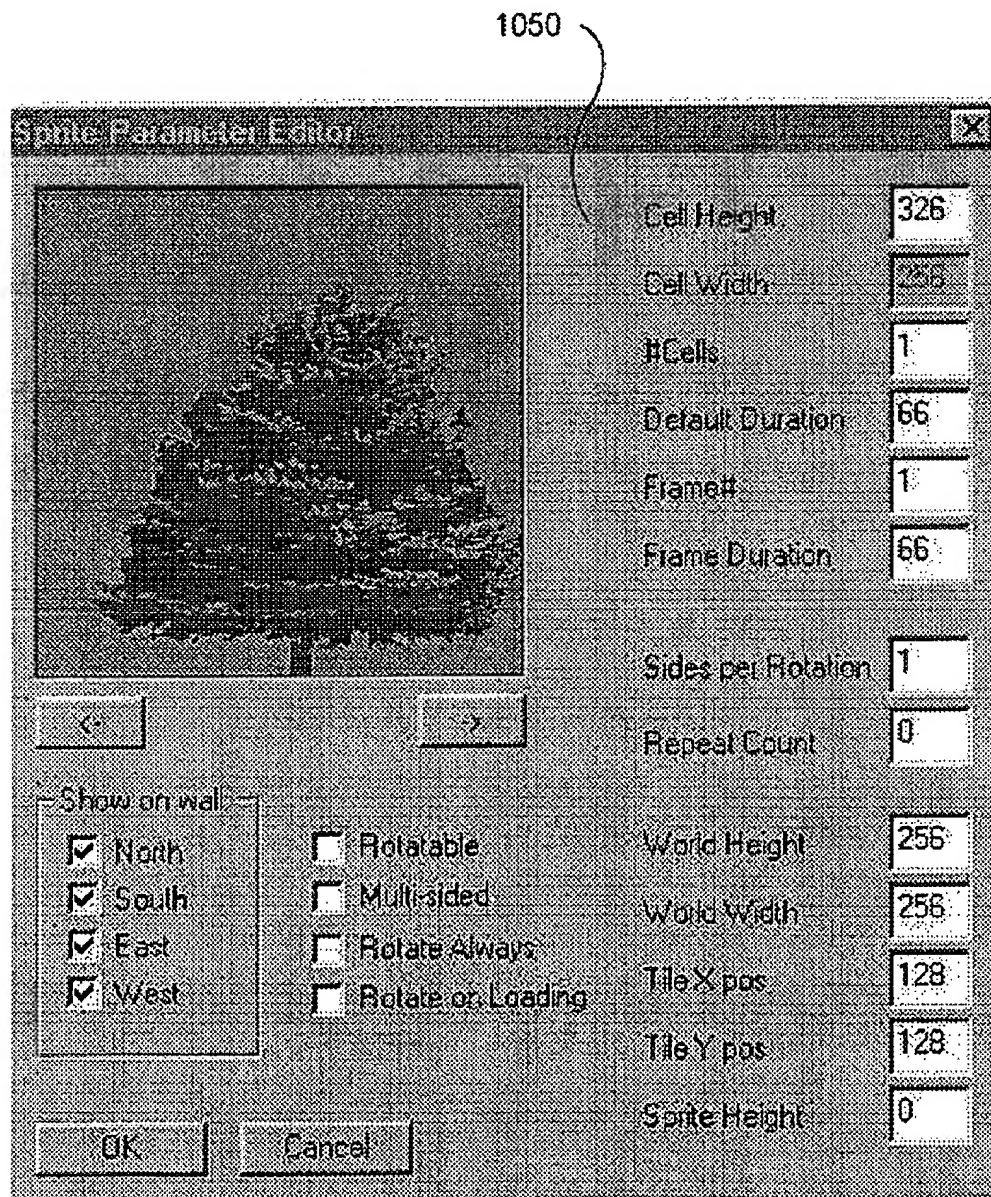 1050
Sprite Parameter Editor
Cell Height 326
Cell Width 256
#Cells 1
Default Duration 66
Frame# 1
Frame Duration 66
Sides per Rotation 1
Repeat Count 0
<- ->
Show on wall
North
South
East
West
Rotatable
Multi-sided
Rotate Always
Rotate on Loading
World Height 256
World Width 256
Tile X pos 128
Tile Y pos 128
Sprite Height 0
OK Cancel